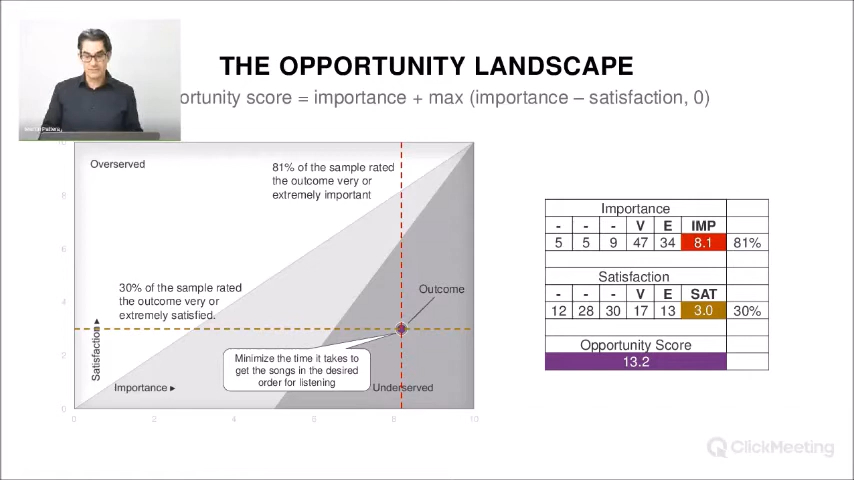 THE OPPORTUNITY LANDSCAPE
ortunity score = importance + max (importance – satisfaction, 0)
Overserved
81% of the sample rated
the outcome very or
extremely important
30% of the sample rated
the outcome very or
extremely satisfied.
Outcome
Minimize the time it takes to
get the songs in the desired
order for listening
Satisfaction ▸
Importance ▸
Underserved
10
8
6
4
2
0
0 2 4 6 8 10
Importance
- - - V E IMP
5 5 9 47 34 8.1 81%
Satisfaction
- - - V E SAT
12 28 30 17 13 3.0 30%
Opportunity Score
13.2
ClickMeeting